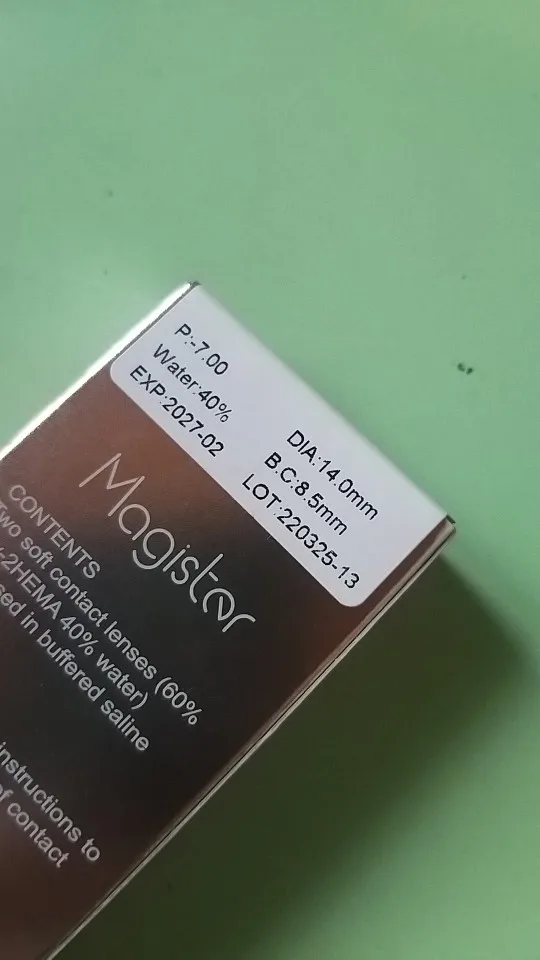 P:-7.00
Water:40%
EXP:2027-02
DIA:14.0mm
B.C:8.5mm
LOT:220325-13
Magistar
CONTENTS
Two soft contact lenses (60%
-2HEMA 40% water)
in buffered saline
instructions to
of contact